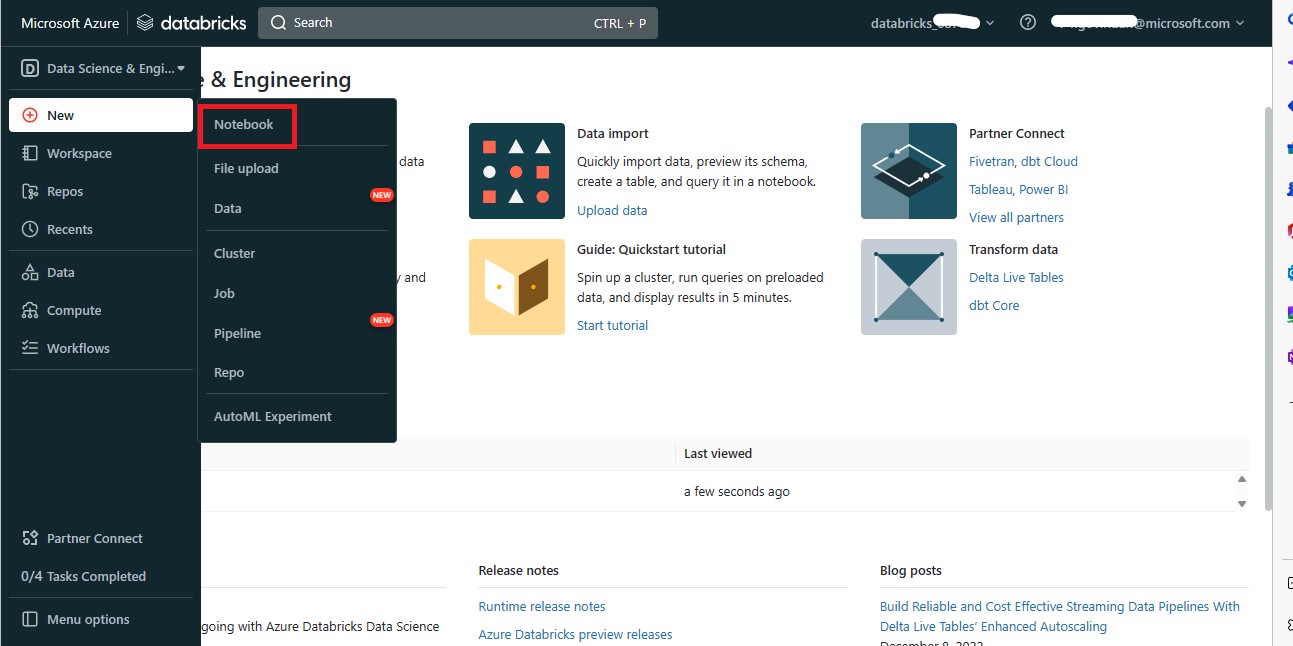 Microsoft Azure databricks Search CTRL + P databricks_ @microsoft.com
Data Science & Engi...
New
Workspace
Repos
Recents
Data
Compute
Workflows
Partner Connect
0/4 Tasks Completed
Menu options
Notebook
File upload
NEW
Data
Cluster
Job
NEW
Pipeline
Repo
AutoML Experiment
& Engineering
data
and
Data import
Quickly import data, preview its schema,
create a table, and query it in a notebook.
Upload data
Guide: Quickstart tutorial
Spin up a cluster, run queries on preloaded
data, and display results in 5 minutes.
Start tutorial
Partner Connect
Fivetran, dbt Cloud
Tableau, Power BI
View all partners
Transform data
Delta Live Tables
dbt Core
Last viewed
a few seconds ago
going with Azure Databricks Data Science
Release notes
Runtime release notes
Azure Databricks preview releases
Blog posts
Build Reliable and Cost Effective Streaming Data Pipelines With
Delta Live Tables’ Enhanced Autoscaling